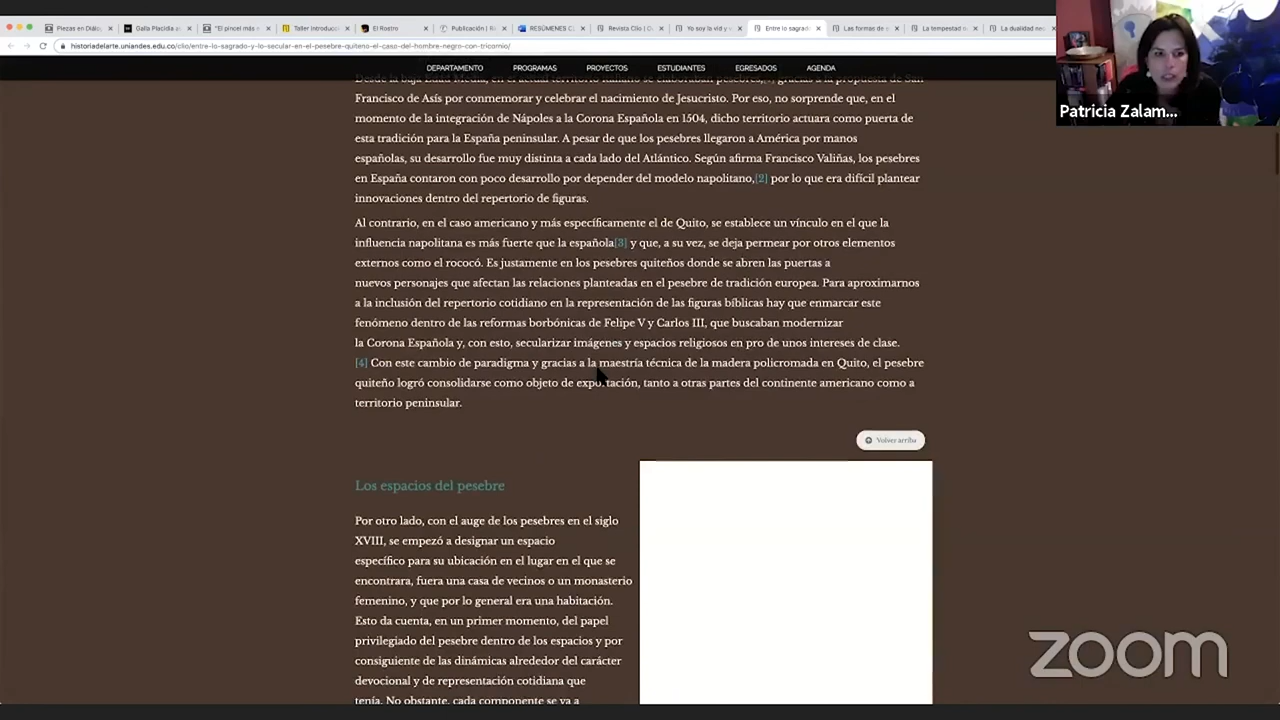 Piezas en Diálo
Galla Placidia a
"El pincel más
Taller introducci
El Rostro
Publicación |
RESÚMENES C
Revista Clio |
Yo soy la vid y
Entre lo sagrado
Las formas de
La tempestad
La dualidad
historiadelarte.uniandes.edu.co/clio/entre-lo-sagrado-y-lo-secular-en-el-pesebre-quiteno-el-caso-del-hombre-negro-con-tricornio/
DEPARTAMENTO PROGRAMAS PROYECTOS ESTUDIANTES EGRESADOS AGENDA
Patricia Zalam...
Desde la baja Edad Media, en el actual territorio italiano se elaboraban pesebres, gracias a la propuesta de San
Francisco de Asís por conmemorar y celebrar el nacimiento de Jesucristo. Por eso, no sorprende que, en el
momento de la integración de Nápoles a la Corona Española en 1504, dicho territorio actuara como puerta de
esta tradición para la España peninsular. A pesar de que los pesebres llegaron a América por manos
españolas, su desarrollo fue muy distinta a cada lado del Atlántico. Según afirma Francisco Valiñas, los pesebres
en España contaron con poco desarrollo por depender del modelo napolitano,[2] por lo que era difícil plantear
innovaciones dentro del repertorio de figuras.
Al contrario, en el caso americano y más específicamente el de Quito, se establece un vínculo en el que la
influencia napolitana es más fuerte que la española[3] y que, a su vez, se deja permear por otros elementos
externos como el rococó. Es justamente en los pesebres quiteños donde se abren las puertas a
nuevos personajes que afectan las relaciones planteadas en el pesebre de tradición europea. Para aproximarnos
a la inclusión del repertorio cotidiano en la representación de las figuras bíblicas hay que enmarcar este
fenómeno dentro de las reformas borbónicas de Felipe V y Carlos III, que buscaban modernizar
la Corona Española y, con esto, secularizar imágenes y espacios religiosos en pro de unos intereses de clase.
[4] Con este cambio de paradigma y gracias a la maestría técnica de la madera policromada en Quito, el pesebre
quiteño logró consolidarse como objeto de exportación, tanto a otras partes del continente americano como a
territorio peninsular.
Volver arriba
Los espacios del pesebre
Por otro lado, con el auge de los pesebres en el siglo
XVIII, se empezó a designar un espacio
específico para su ubicación en el lugar en el que se
encontrara, fuera una casa de vecinos o un monasterio
femenino, y que por lo general era una habitación.
Esto da cuenta, en un primer momento, del papel
privilegiado del pesebre dentro de los espacios y por
consiguiente de las dinámicas alrededor del carácter
devocional y de representación cotidiana que
tenía. No obstante, cada componente se va a
zoom